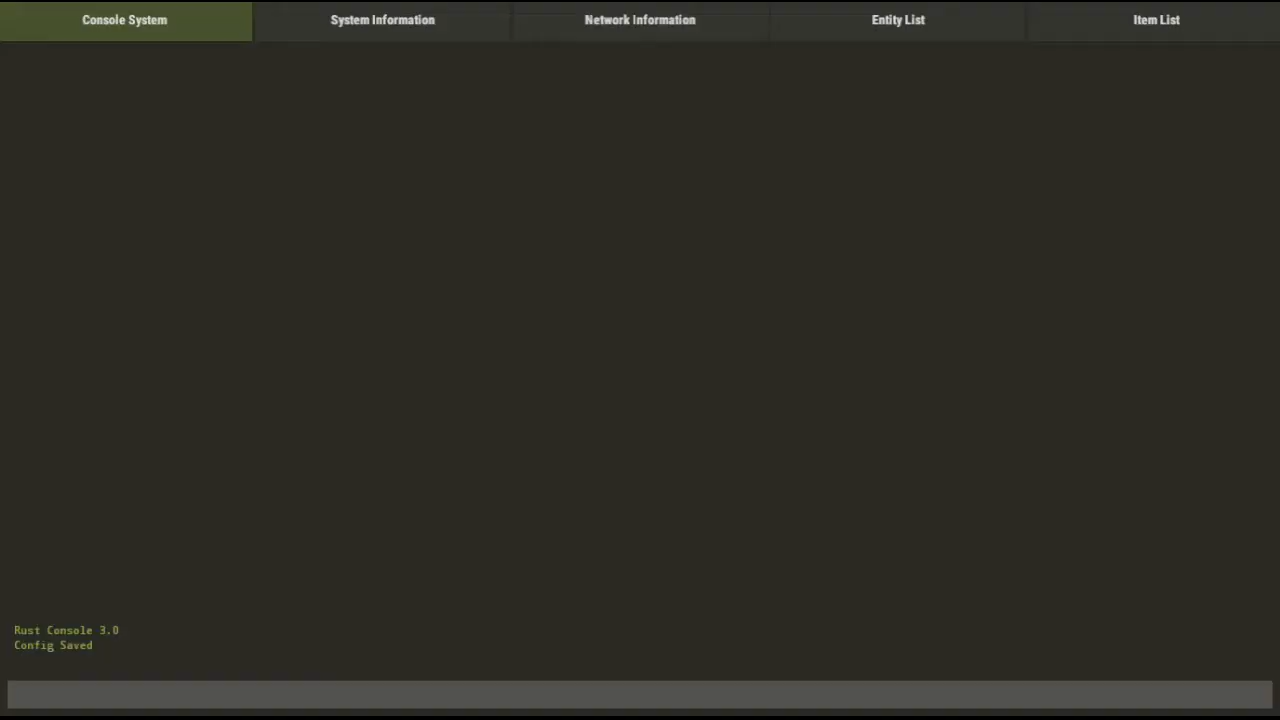 Console System
System Information
Network Information
Entity List
Item List
Rust Console 3.0
Config Saved